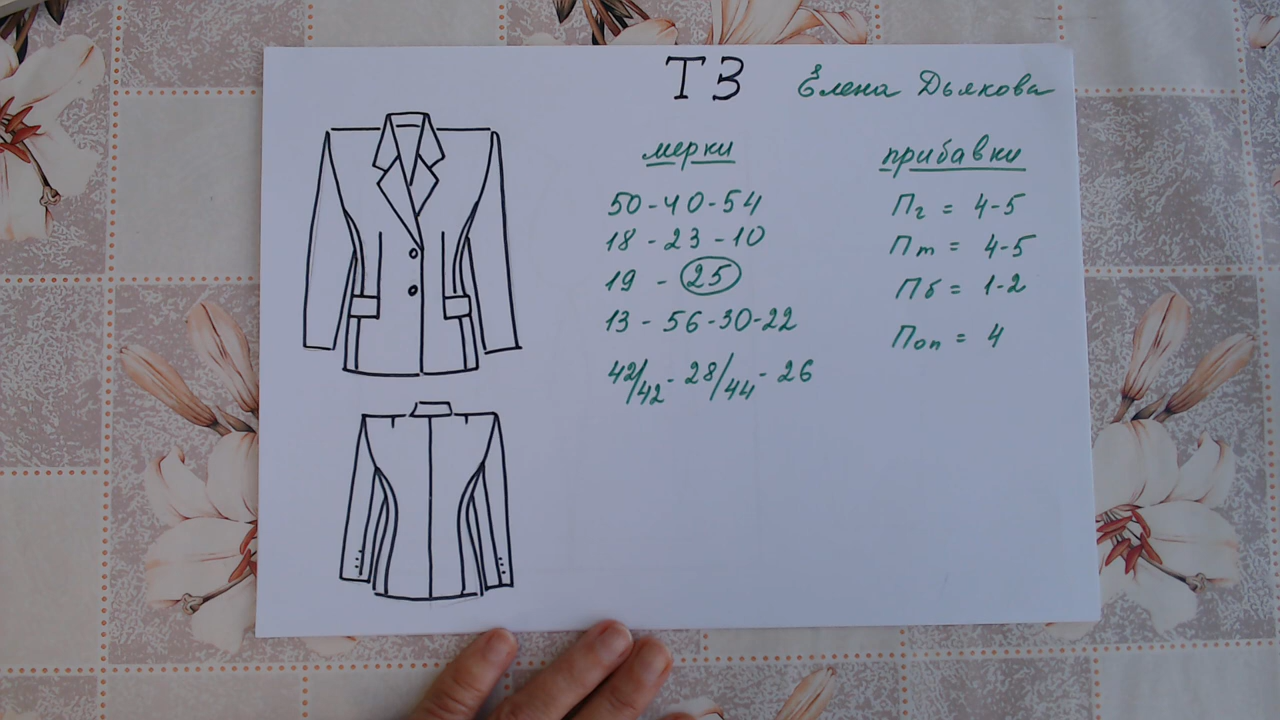 ТЗ
Елена Дьякова
мерки
50-40-54
18-23-10
19-25
13-56-30-22
42/42-28/44-26
прибавки
Пг = 4-5
Пт = 4-5
Пб = 1-2
Поп = 4